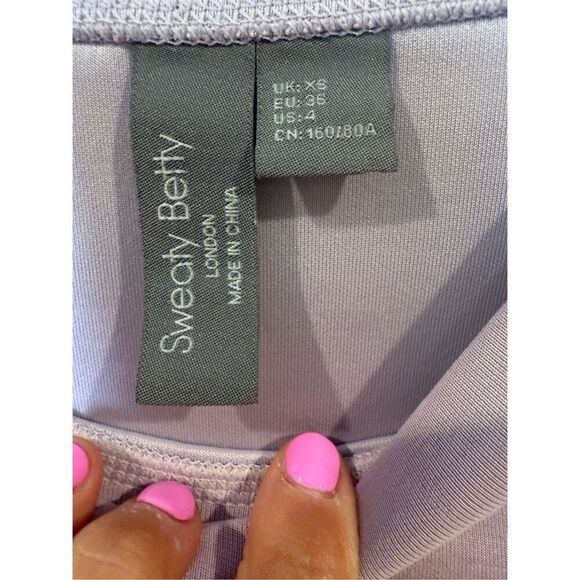 Sweaty Betty
LONDON
MADE IN CHINA
UK: XS
EU: 36
US: 4
CN: 160/80A